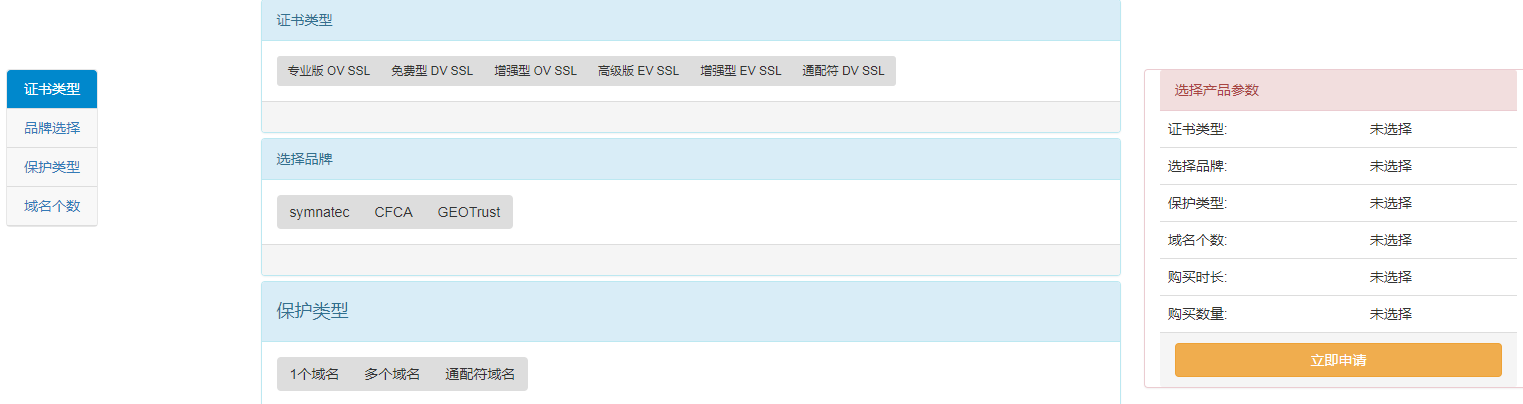 证书类型
品牌选择
保护类型
域名个数
证书类型
专业版 OV SSL 免费型 DV SSL 增强型 OV SSL 高级版 EV SSL 增强型 EV SSL 通配符 DV SSL
选择品牌
symnatec CFCA GEOTrust
保护类型
1个域名 多个域名 通配符域名
选择产品参数
证书类型: 未选择
选择品牌: 未选择
保护类型: 未选择
域名个数: 未选择
购买时长: 未选择
购买数量: 未选择
立即申请